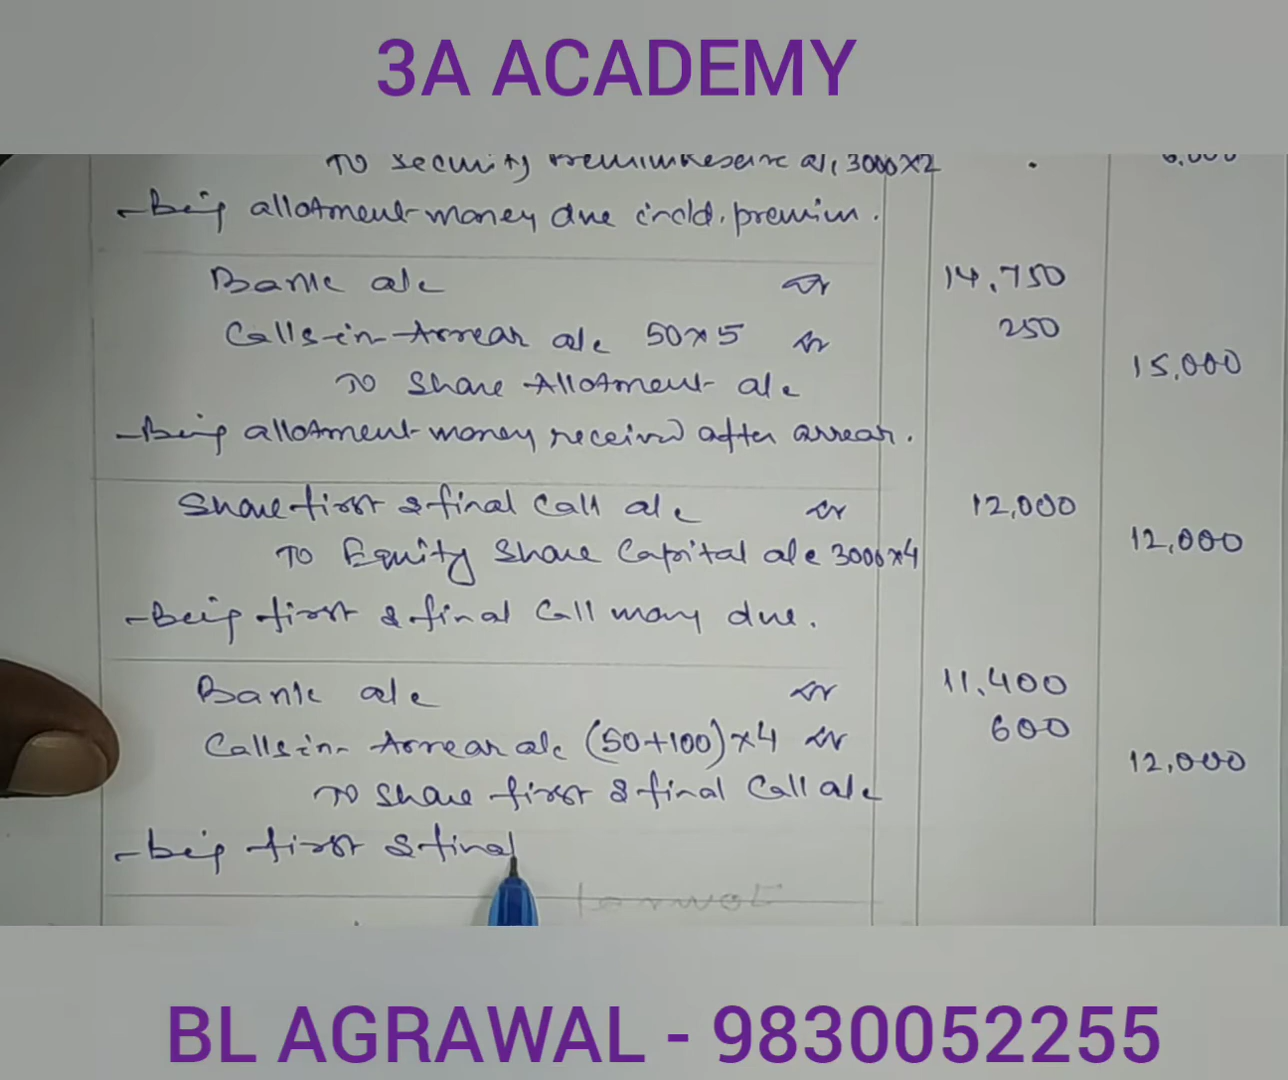 3A ACADEMY
To Security Premium Reserve a/c 3000×2 6,000
- Being allotment money due incld. premium.
Bank a/c Dr 14,750
Calls-in-Arrear a/c 50×5 Dr 250
To Share Allotment a/c 15,000
- Being allotment money received after arrear.
Share first & final Call a/c Dr 12,000
To Equity Share Capital a/c 3000×4 12,000
- Being first & final Call money due.
Bank a/c Dr 11,400
Calls in- Arrear a/c (50+100)×4 Dr 600
To Share first & final Call a/c 12,000
- being first & final
BL AGRAWAL - 9830052255